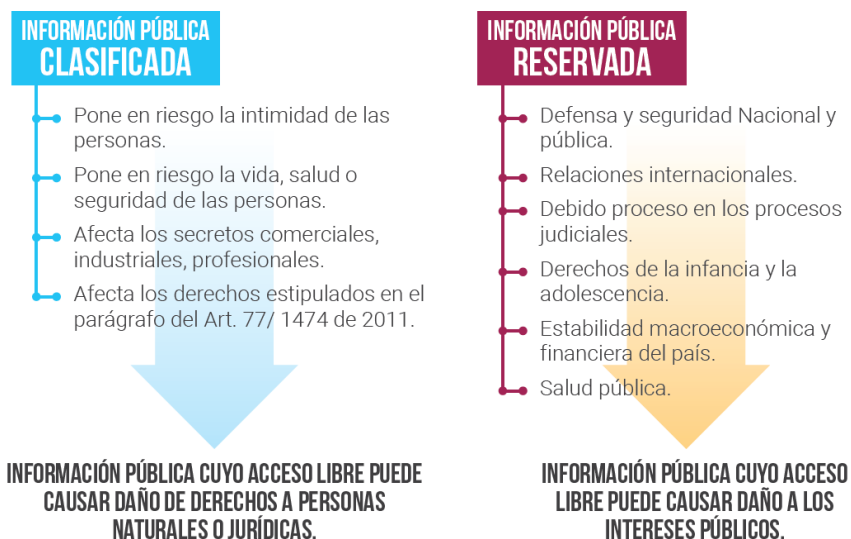 INFORMACIÓN PÚBLICA
CLASIFICADA
Pone en riesgo la intimidad de las
personas.
Pone en riesgo la vida, salud o
seguridad de las personas.
Afecta los secretos comerciales,
industriales, profesionales.
Afecta los derechos estipulados en el
parágrafo del Art. 77/ 1474 de 2011.
INFORMACIÓN PÚBLICA CUYO ACCESO LIBRE PUEDE
CAUSAR DAÑO DE DERECHOS A PERSONAS
NATURALES O JURÍDICAS.
INFORMACIÓN PÚBLICA
RESERVADA
Defensa y seguridad Nacional y
pública.
Relaciones internacionales.
Debido proceso en los procesos
judiciales.
Derechos de la infancia y la
adolescencia.
Estabilidad macroeconómica y
financiera del país.
Salud pública.
INFORMACIÓN PÚBLICA CUYO ACCESO
LIBRE PUEDE CAUSAR DAÑO A LOS
INTERESES PÚBLICOS.